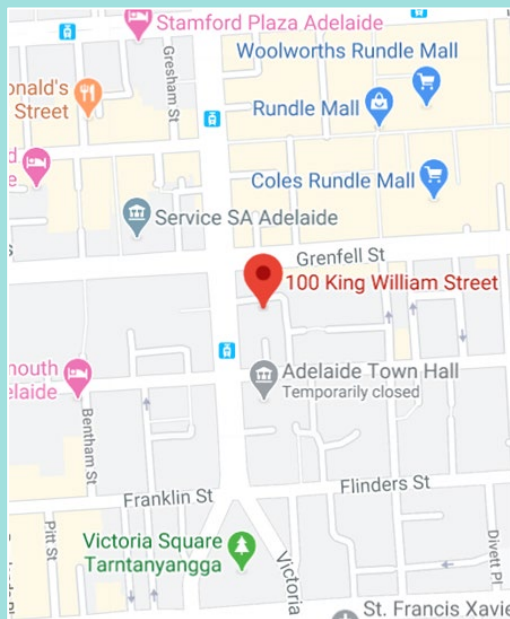 Stamford Plaza Adelaide
Gresham St
Woolworths Rundle Mall
onald's
Street
Rundle Mall
Coles Rundle Mall
Service SA Adelaide
Grenfell St
100 King William Street
Adelaide Town Hall
Temporarily closed
mouth
elaide
Bentham St
Flinders St
Franklin St
Pitt St
Victoria Square
Tarntanyangga
Victoria
Divett Pl
St. Francis Xavie